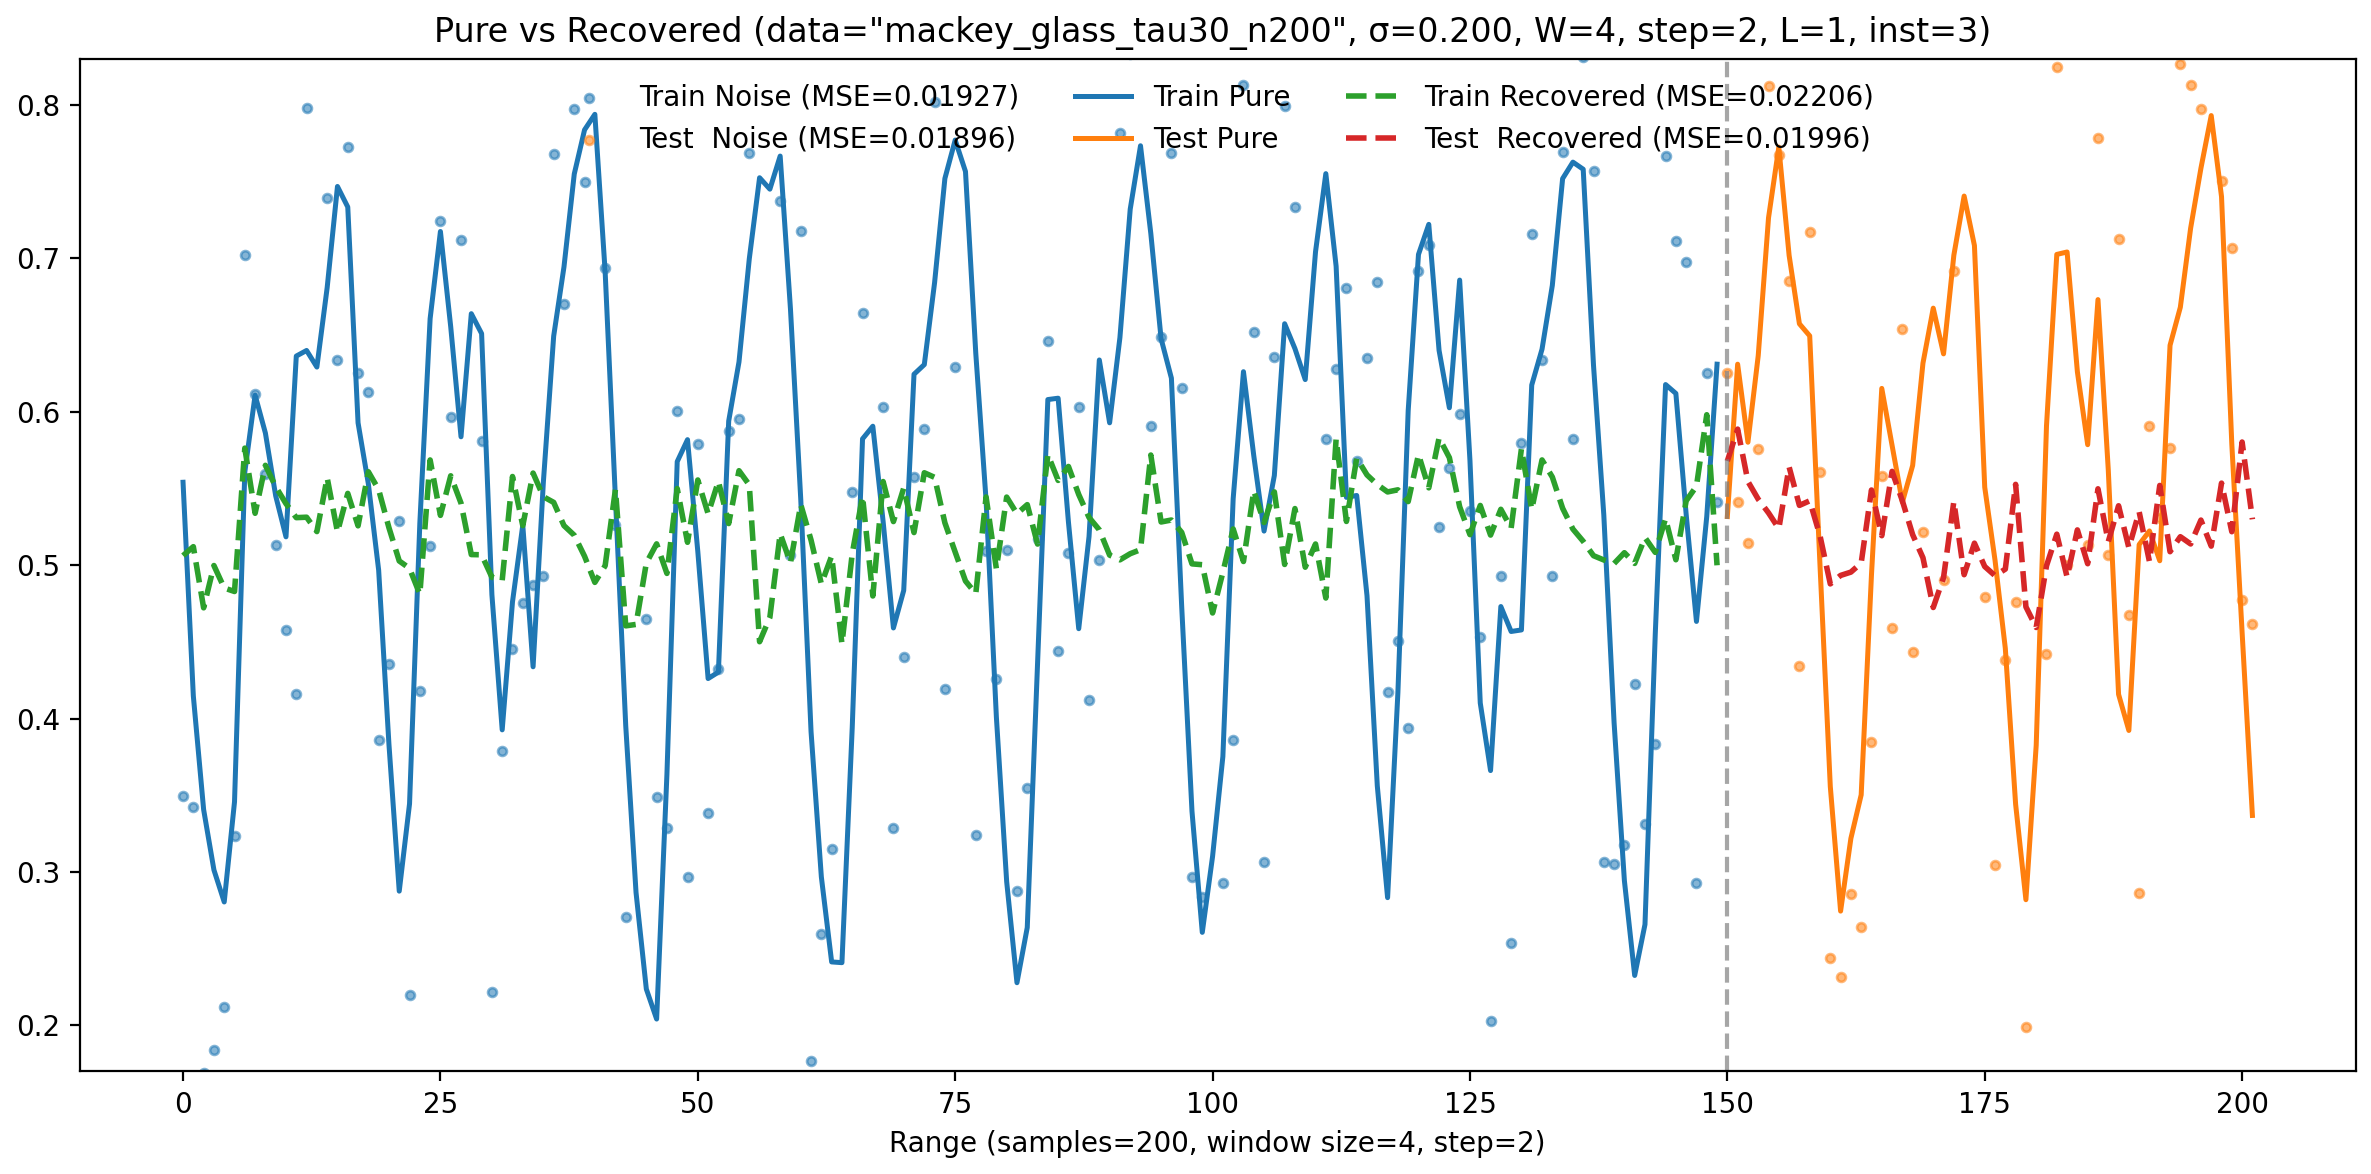 Pure vs Recovered (data="mackey_glass_tau30_n200", σ=0.200, W=4, step=2, L=1, inst=3)
Train Noise (MSE=0.01927) Train Pure Train Recovered (MSE=0.02206)
Test  Noise (MSE=0.01896) Test Pure Test  Recovered (MSE=0.01996)
0.8
0.7
0.6
0.5
0.4
0.3
0.2
0 25 50 75 100 125 150 175 200
Range (samples=200, window size=4, step=2)